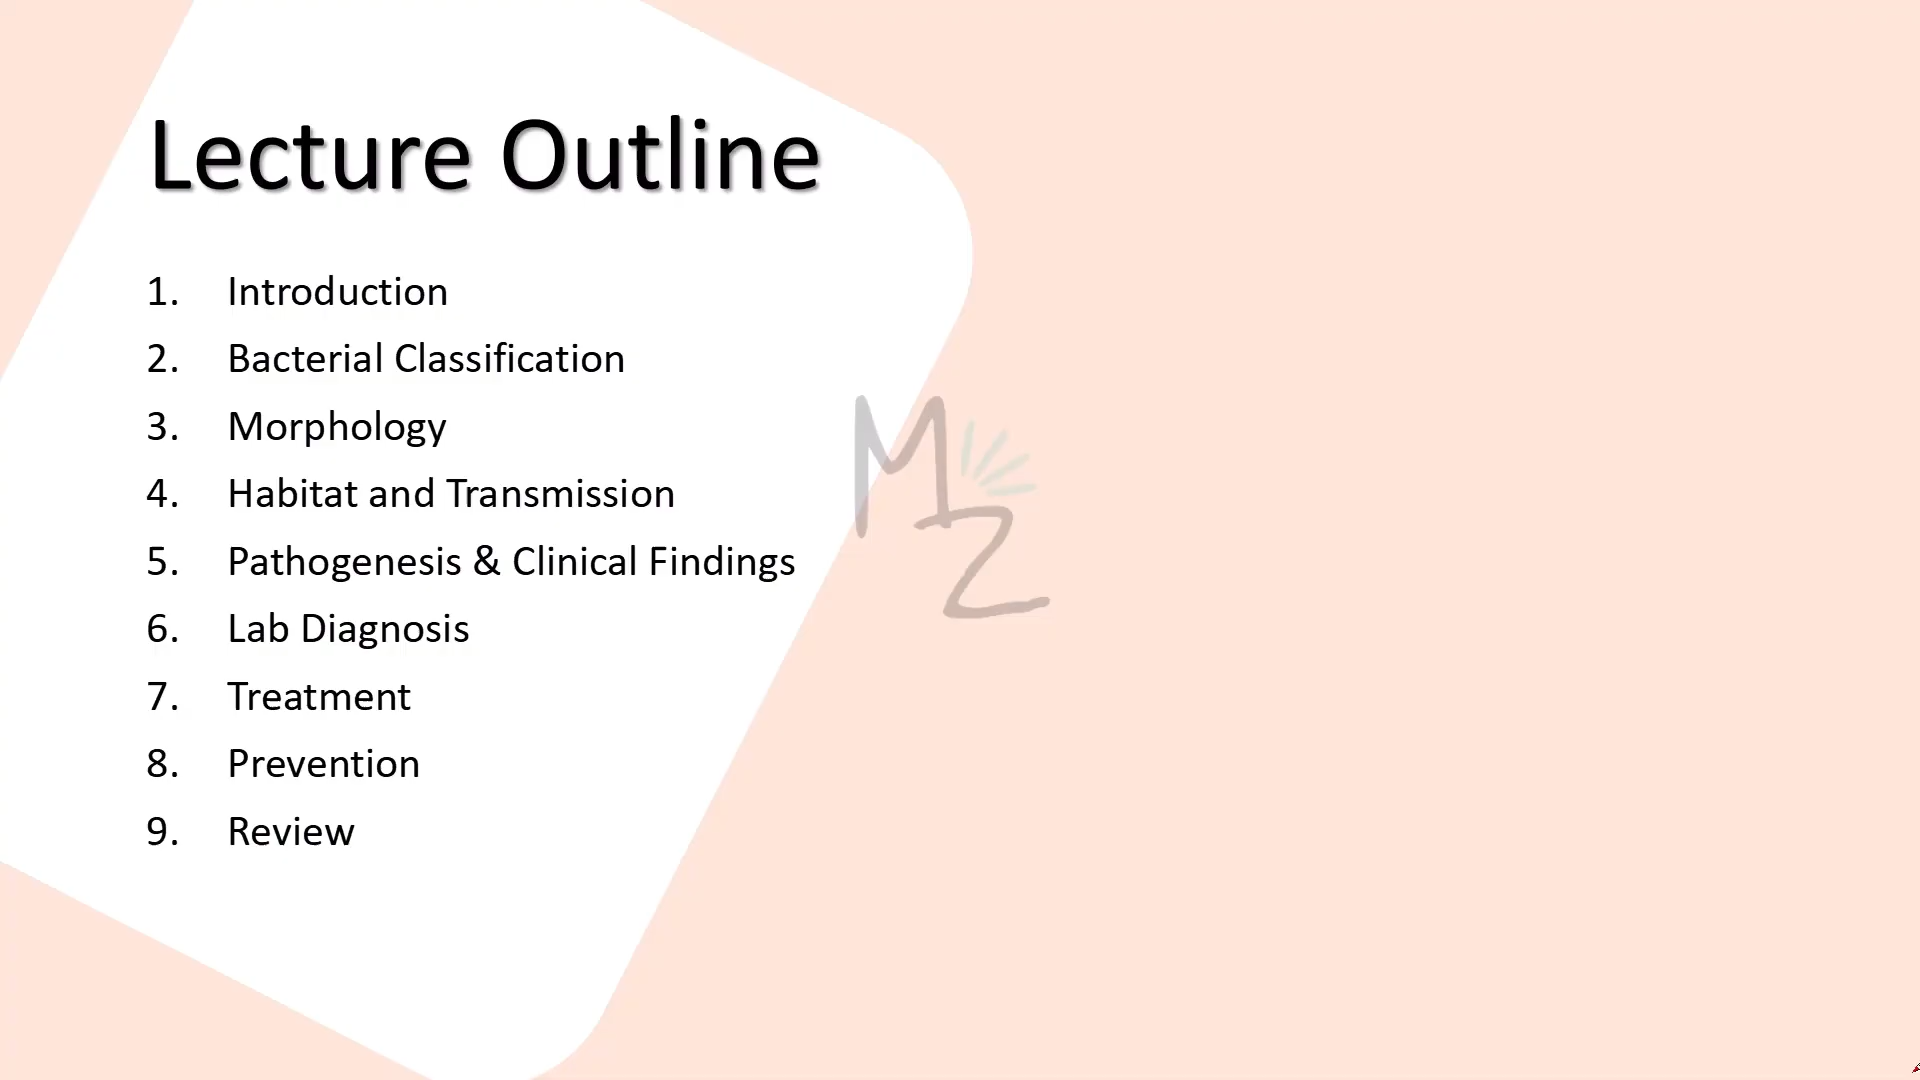 Lecture Outline
1. Introduction
2. Bacterial Classification
3. Morphology
4. Habitat and Transmission
5. Pathogenesis & Clinical Findings
6. Lab Diagnosis
7. Treatment
8. Prevention
9. Review
MZ